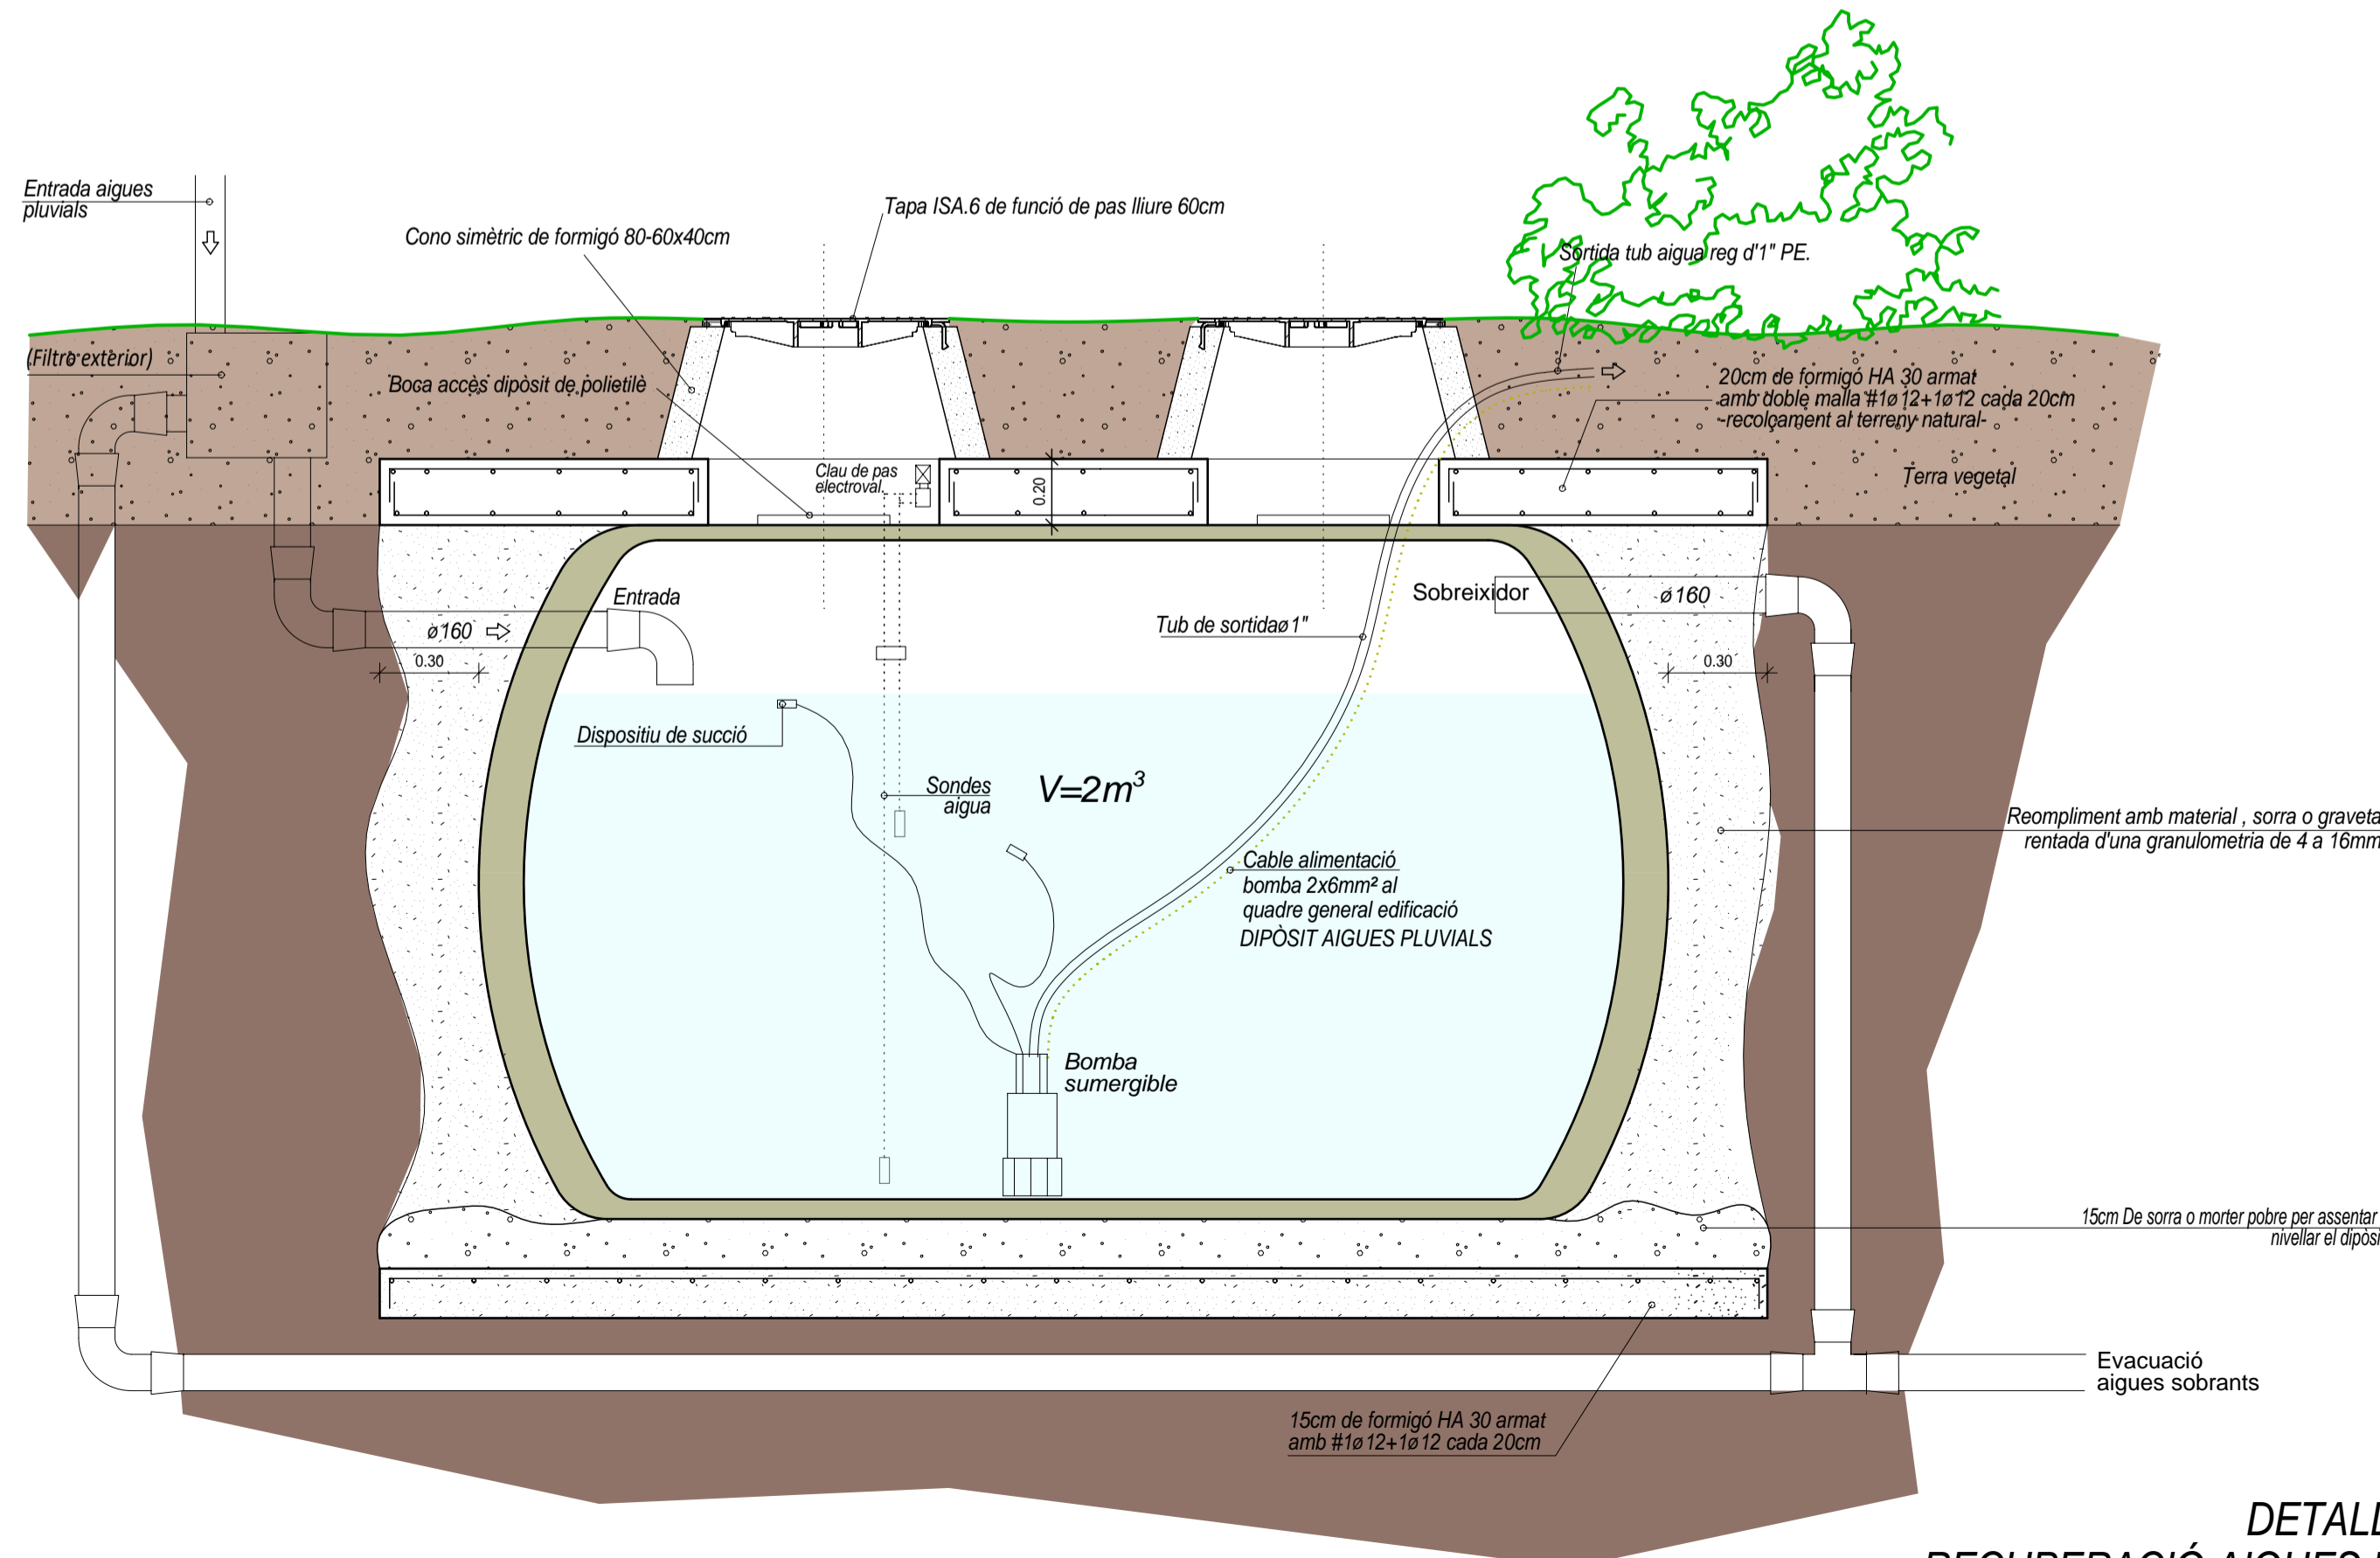 Entrada aigues
pluvials
Cono simètric de formigó 80-60x40cm
Tapa ISA.6 de funció de pas lliure 60cm
Sortida tub aigua reg d'1" PE.
(Filtre exterior)
Boca accès dipòsit de polietilè
20cm de formigó HA 30 armat
amb doble malla #1ø12+1ø12 cada 20cm
-recolçament al terreny natural-
Clau de pas
electroval.
0.20
Terra vegetal
Entrada
ø160
0.30
Sobreixidor
ø160
Tub de sortidaø1"
0.30
Dispositiu de succió
Sondes
aigua
V=2m³
Reompliment amb material , sorra o graveta
rentada d'una granulometria de 4 a 16mm
Cable alimentació
bomba 2x6mm² al
quadre general edificació
DIPÒSIT AIGUES PLUVIALS
Bomba
sumergible
15cm De sorra o morter pobre per assentar
nivellar el dipòsi
Evacuació
aigues sobrants
15cm de formigó HA 30 armat
amb #1ø12+1ø12 cada 20cm
DETALL
RECUPERACIÓ AIGUES